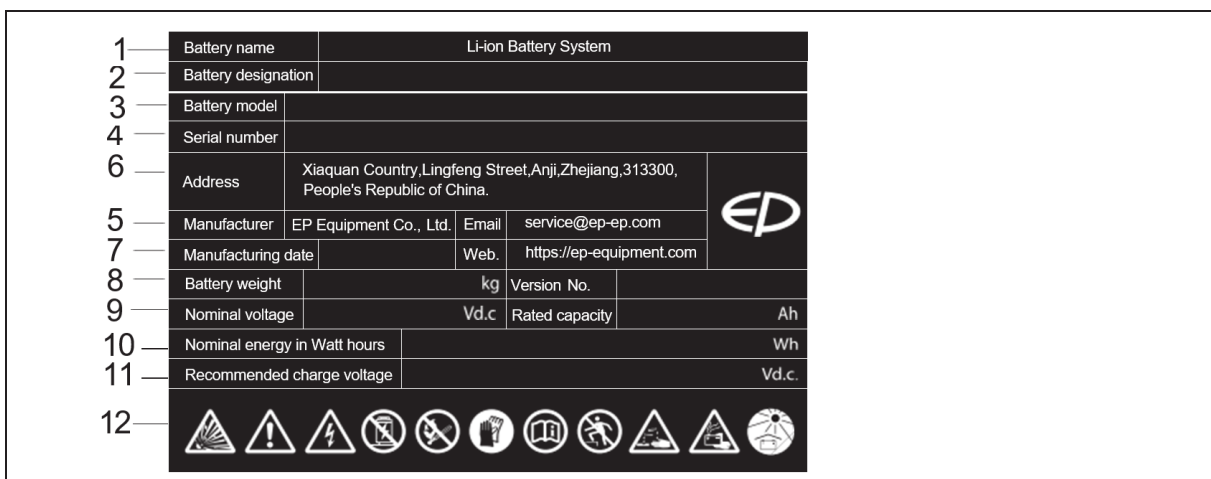 1 Battery name Li-ion Battery System
2 Battery designation
3 Battery model
4 Serial number
6 Address Xiaquan Country,Lingfeng Street,Anji,Zhejiang,313300,
People's Republic of China.
EP
5 Manufacturer EP Equipment Co., Ltd. Email service@ep-ep.com
7 Manufacturing date Web. https://ep-equipment.com
8 Battery weight kg Version No.
9 Nominal voltage Vd.c Rated capacity Ah
10 Nominal energy in Watt hours Wh
11 Recommended charge voltage Vd.c.
12